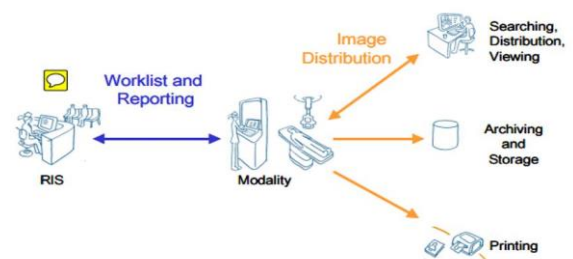 Image
Distribution
Searching,
Distribution,
Viewing
Worklist and
Reporting
RIS
Modality
Archiving
and
Storage
Printing